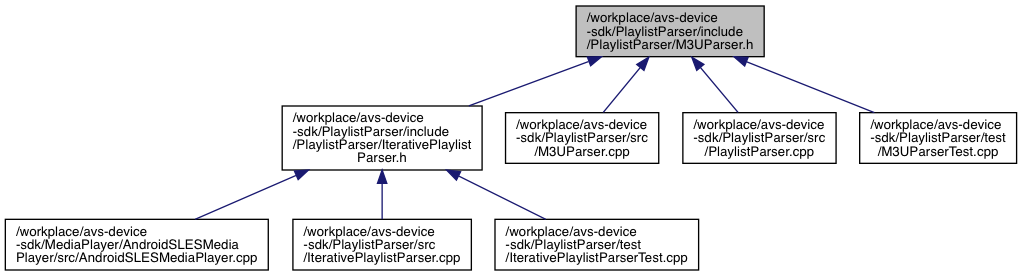 /workplace/avs-device
-sdk/PlaylistParser/include
/PlaylistParser/M3UParser.h
/workplace/avs-device
-sdk/PlaylistParser/include
/PlaylistParser/IterativePlaylist
Parser.h
/workplace/avs-device
-sdk/PlaylistParser/src
/M3UParser.cpp
/workplace/avs-device
-sdk/PlaylistParser/src
/PlaylistParser.cpp
/workplace/avs-device
-sdk/PlaylistParser/test
/M3UParserTest.cpp
/workplace/avs-device
-sdk/MediaPlayer/AndroidSLESMedia
Player/src/AndroidSLESMediaPlayer.cpp
/workplace/avs-device
-sdk/PlaylistParser/src
/IterativePlaylistParser.cpp
/workplace/avs-device
-sdk/PlaylistParser/test
/IterativePlaylistParserTest.cpp